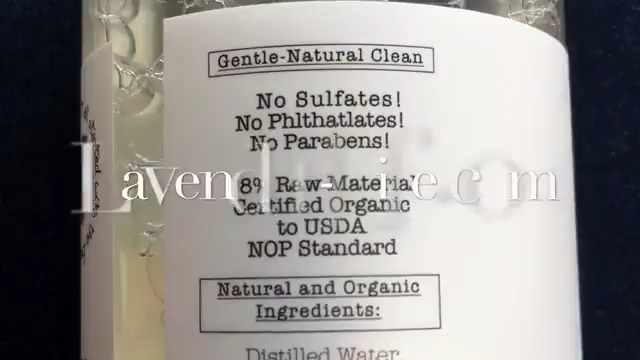 Gentle-Natural Clean
No Sulfates!
No Phlthatlates!
No Parabens!
8% Raw Material
Certified Organic
to USDA
NOP Standard
Natural and Organic
Ingredients:
Distilled Water,